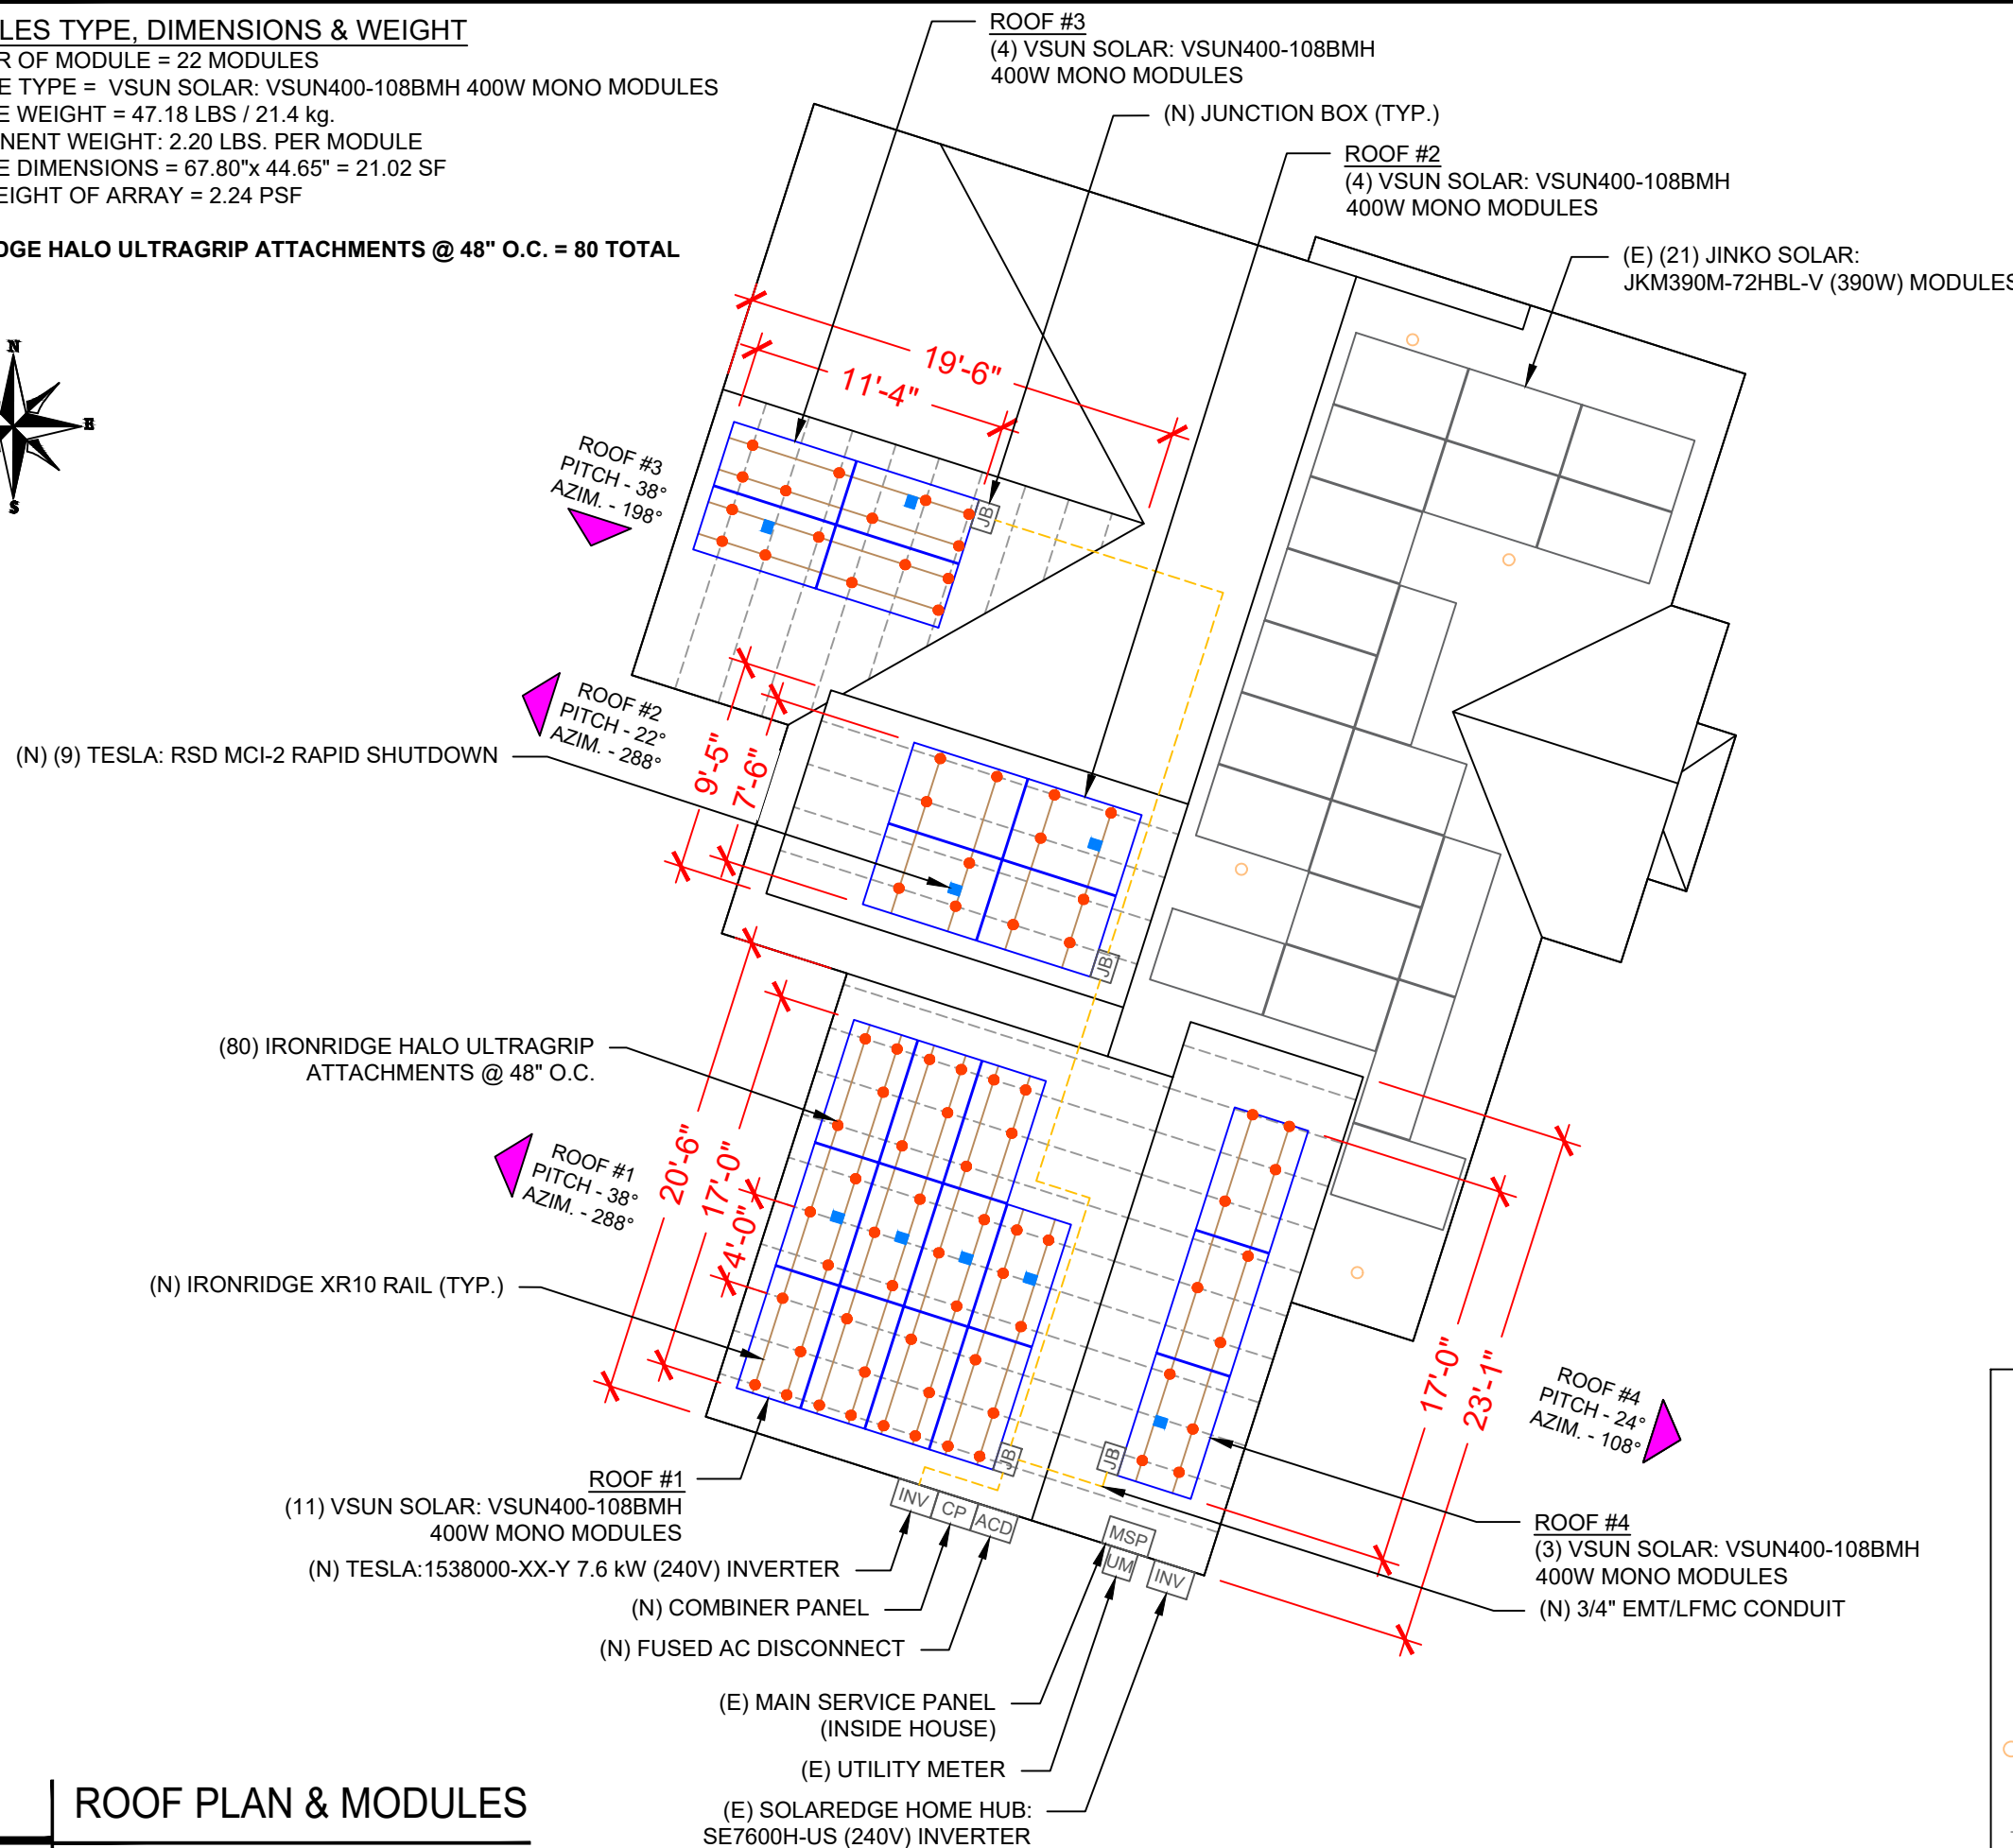 LES TYPE, DIMENSIONS & WEIGHT
R OF MODULE = 22 MODULES
E TYPE = VSUN SOLAR: VSUN400-108BMH 400W MONO MODULES
E WEIGHT = 47.18 LBS / 21.4 kg.
NENT WEIGHT: 2.20 LBS. PER MODULE
E DIMENSIONS = 67.80"x 44.65" = 21.02 SF
EIGHT OF ARRAY = 2.24 PSF
DGE HALO ULTRAGRIP ATTACHMENTS @ 48" O.C. = 80 TOTAL
N
E
S
ROOF #3
(4) VSUN SOLAR: VSUN400-108BMH
400W MONO MODULES
(N) JUNCTION BOX (TYP.)
ROOF #2
(4) VSUN SOLAR: VSUN400-108BMH
400W MONO MODULES
(E) (21) JINKO SOLAR:
JKM390M-72HBL-V (390W) MODULES
19'-6"
11'-4"
ROOF #3
PITCH - 38°
AZIM. - 198°
JB
ROOF #2
PITCH - 22°
AZIM. - 288°
9'-5"
7'-6"
(N) (9) TESLA: RSD MCI-2 RAPID SHUTDOWN
JB
(80) IRONRIDGE HALO ULTRAGRIP
ATTACHMENTS @ 48" O.C.
20'-6"
17'-0"
4'-0"
ROOF #1
PITCH - 38°
AZIM. - 288°
(N) IRONRIDGE XR10 RAIL (TYP.)
17'-0"
23'-1"
ROOF #4
PITCH - 24°
AZIM. - 108°
JB
JB
ROOF #1
(11) VSUN SOLAR: VSUN400-108BMH
400W MONO MODULES
INV
CP
ACD
MSP
UM
INV
(N) TESLA:1538000-XX-Y 7.6 kW (240V) INVERTER
(N) COMBINER PANEL
(N) FUSED AC DISCONNECT
ROOF #4
(3) VSUN SOLAR: VSUN400-108BMH
400W MONO MODULES
(N) 3/4" EMT/LFMC CONDUIT
(E) MAIN SERVICE PANEL
(INSIDE HOUSE)
(E) UTILITY METER
(E) SOLAREDGE HOME HUB:
SE7600H-US (240V) INVERTER
ROOF PLAN & MODULES